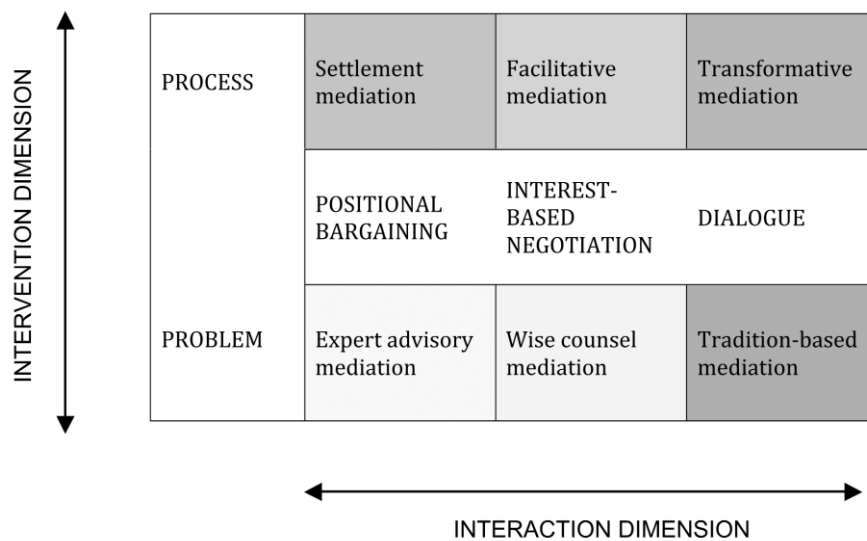 INTERVENTION DIMENSION
PROCESS
Settlement
mediation
Facilitative
mediation
Transformative
mediation
POSITIONAL
BARGAINING
INTEREST-
BASED
NEGOTIATION
DIALOGUE
PROBLEM
Expert advisory
mediation
Wise counsel
mediation
Tradition-based
mediation
INTERACTION DIMENSION